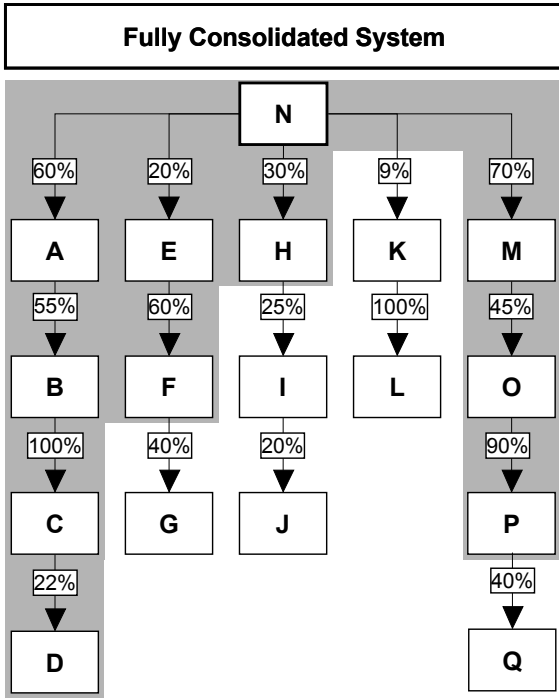 Fully Consolidated System
N
60% 20% 30% 9% 70%
A E H K M
55% 60% 25% 100% 45%
B F I L O
100% 40% 20% 90%
C G J P
22% 40%
D Q